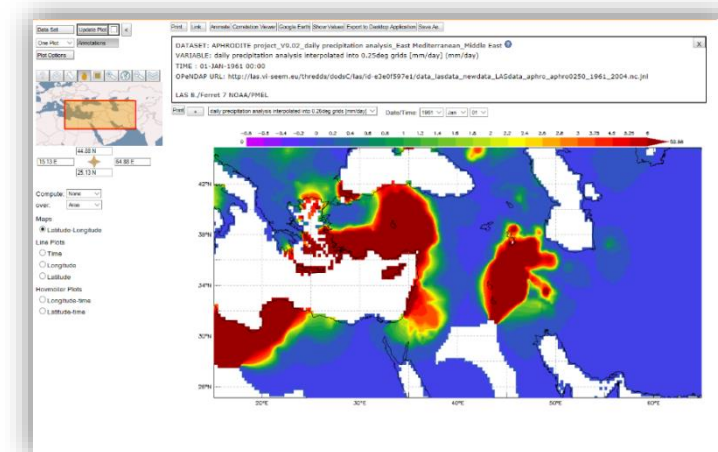 Data Set Update Plot <
One Plot Annotations
Plot Options
Print Link... Animate Correlation Viewer Google Earth Show Values Export to Desktop Application Save As...
DATASET: APHRODITE project_V9.02_daily precipitation analysis_East Mediterranean_Middle East ? X
VARIABLE: daily precipitation analysis interpolated into 0.25deg grids [mm/day] (mm/day)
TIME : 01-JAN-1961 00:00
OPeNDAP URL: http://las.vi-seem.eu/thredds/dodsC/las/id-e3e0f597e1/data_lasdata_newdata_LASdata_aphro_aphro0250_1961_2004.nc.jnl
LAS 8./Ferret 7 NOAA/PMEL
Print + daily precipitation analysis interpolated into 0.25deg grids [mm/day] Date/Time: 1961 Jan 01
44.88 N
15.13 E 64.88 E
25.13 N
Compute: None
over: Area
Maps
Latitude-Longitude
Line Plots
Time
Longitude
Latitude
Hovmoller Plots
Longitude-time
Latitude-time
20°E 30°E 40°E 50°E 60°E